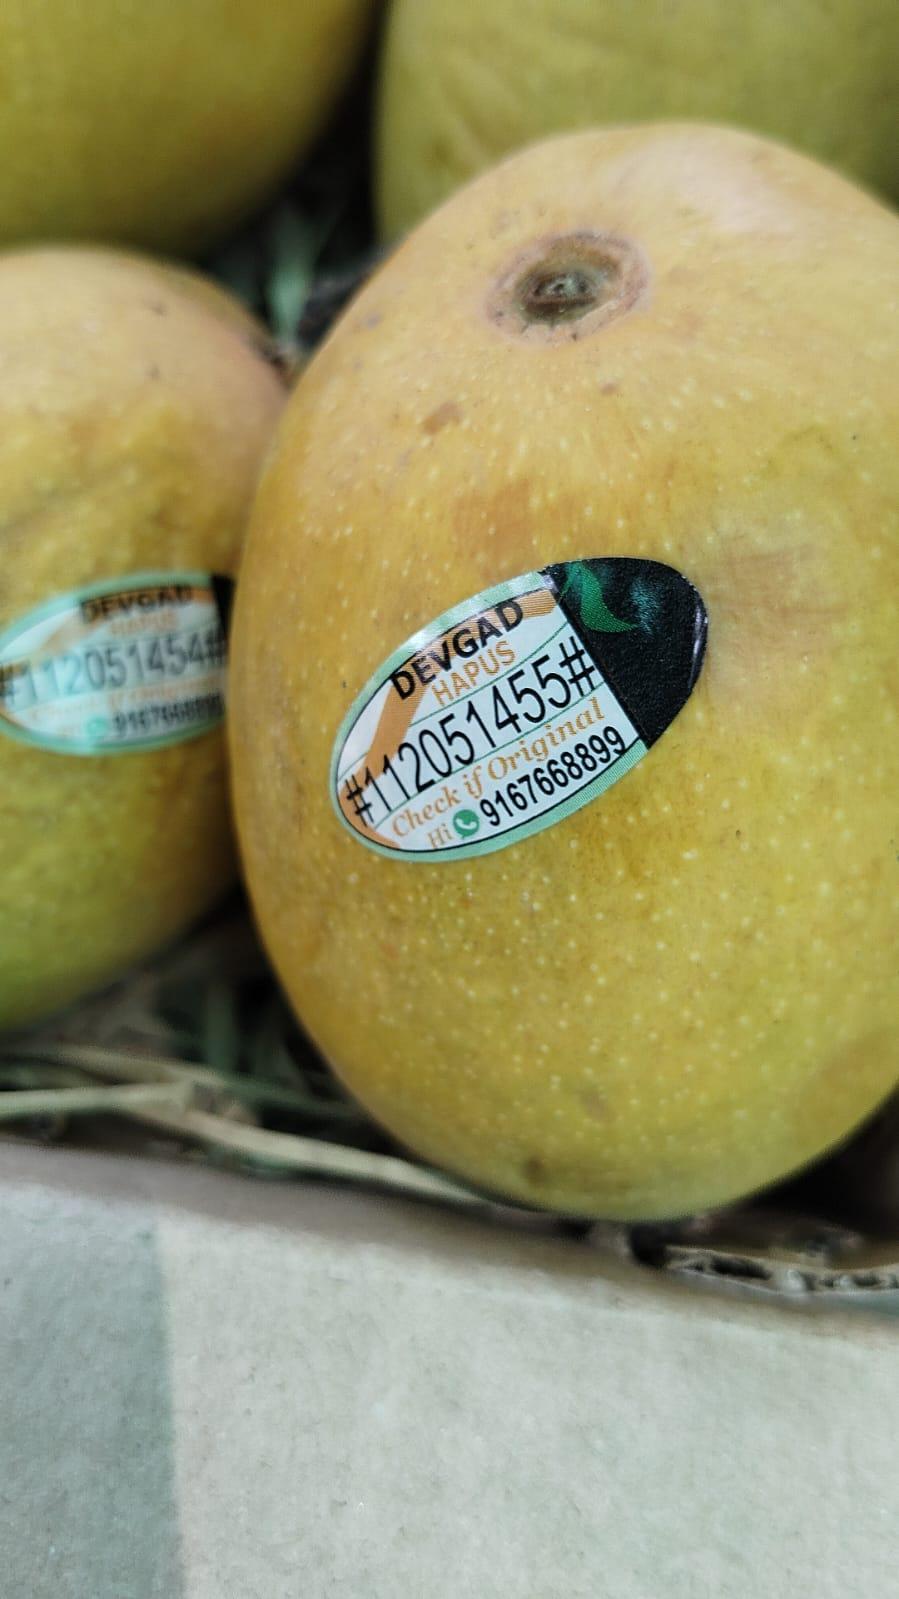 DEVGAD
HAPUS
#112051454#
DEVGAD
HAPUS
#112051455#
Check if Original
Hi 9167668899